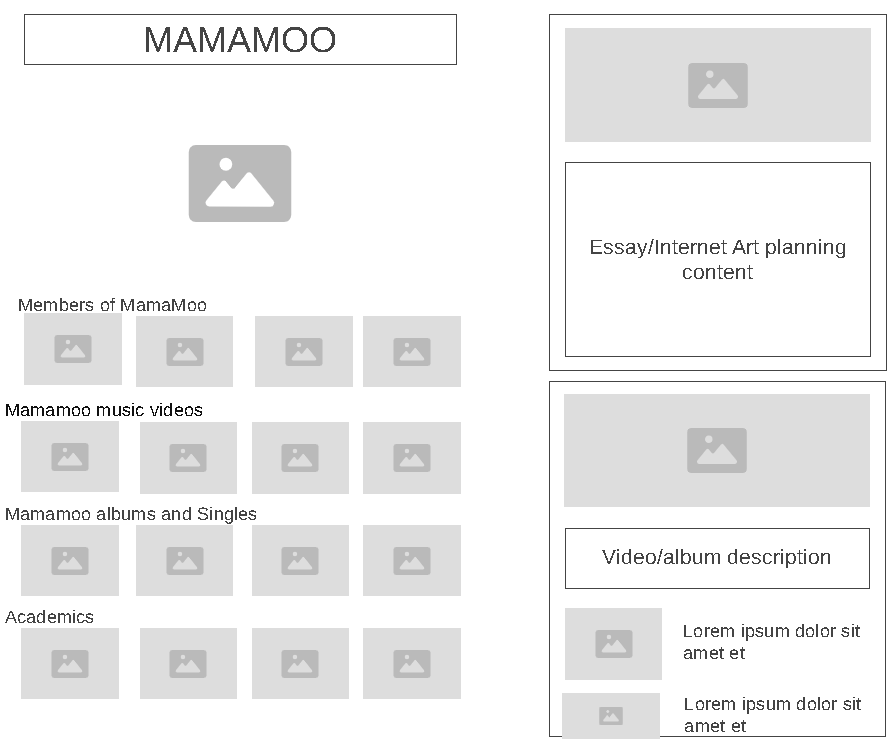 MAMAMOO
Members of MamaMoo
Mamamoo music videos
Mamamoo albums and Singles
Academics
Essay/Internet Art planning
content
Video/album description
Lorem ipsum dolor sit
amet et
Lorem ipsum dolor sit
amet et